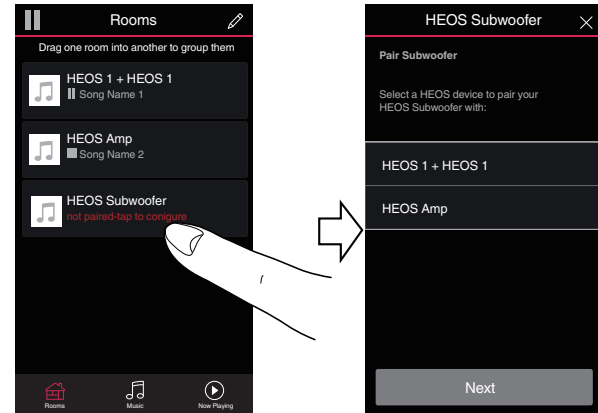 Rooms
Drag one room into another to group them
HEOS 1 + HEOS 1
Song Name 1
HEOS Amp
Song Name 2
HEOS Subwoofer
not paired-tap to conigure
Rooms
Music
Now Playing
HEOS Subwoofer
Pair Subwoofer
Select a HEOS device to pair your
HEOS Subwoofer with:
HEOS 1 + HEOS 1
HEOS Amp
Next